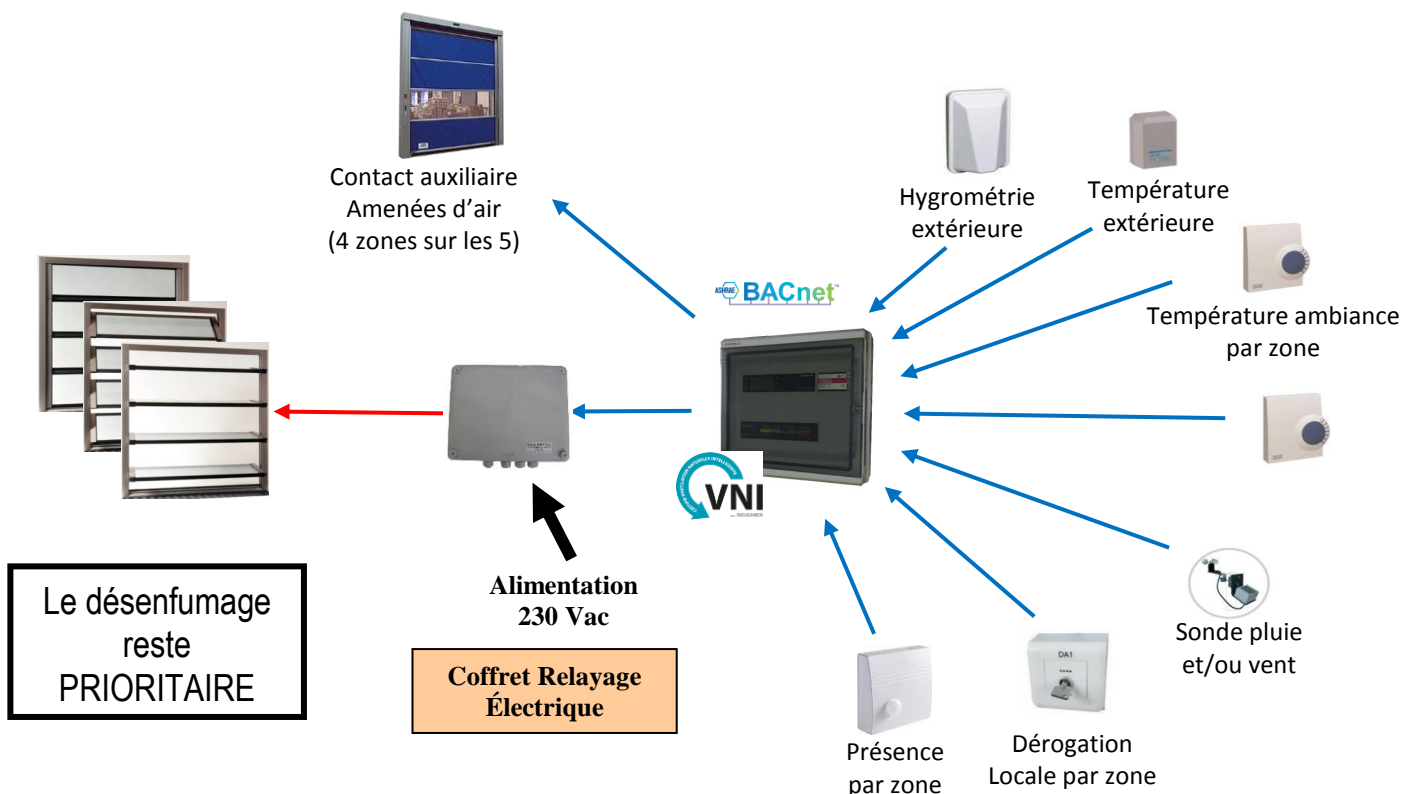 Contact auxiliaire
Amenées d'air
(4 zones sur les 5)
Hygrométrie
extérieure
Température
extérieure
Température ambiance
par zone
ASHRAE BACnet™
VNI
Alimentation
230 Vac
Coffret Relayage
Électrique
Le désenfumage
reste
PRIORITAIRE
Sonde pluie
et/ou vent
DA1
Dérogation
Locale par zone
Présence
par zone